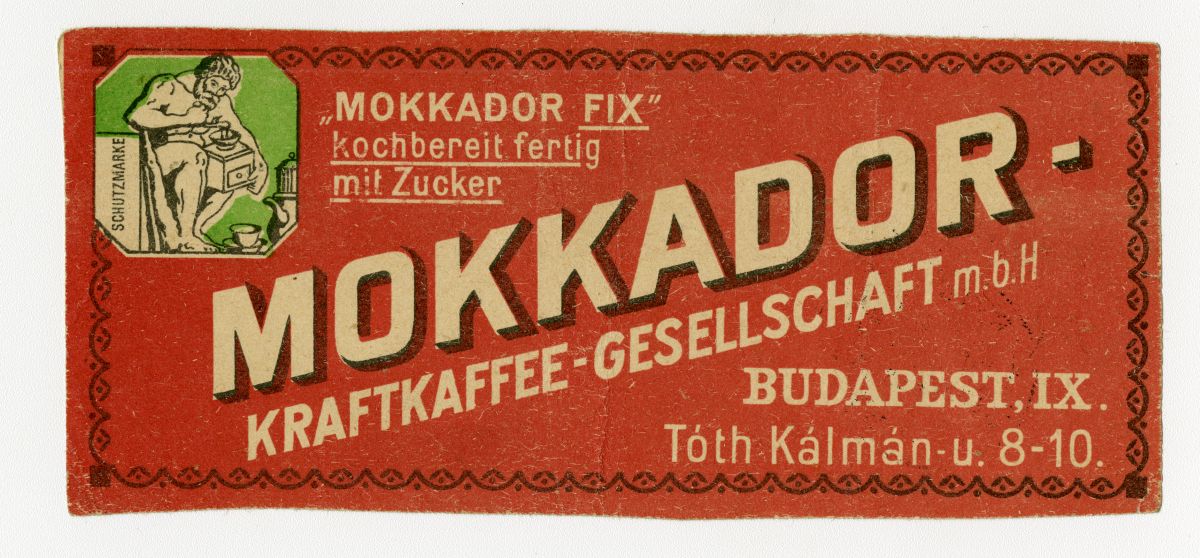 SCHUTZMARKE
„MOKKADOR FIX”
kochbereit fertig
mit Zucker
MOKKADOR-
KRAFTKAFFEE-GESELLSCHAFT m.b.H
BUDAPEST, IX.
Tóth Kálmán-u. 8-10.